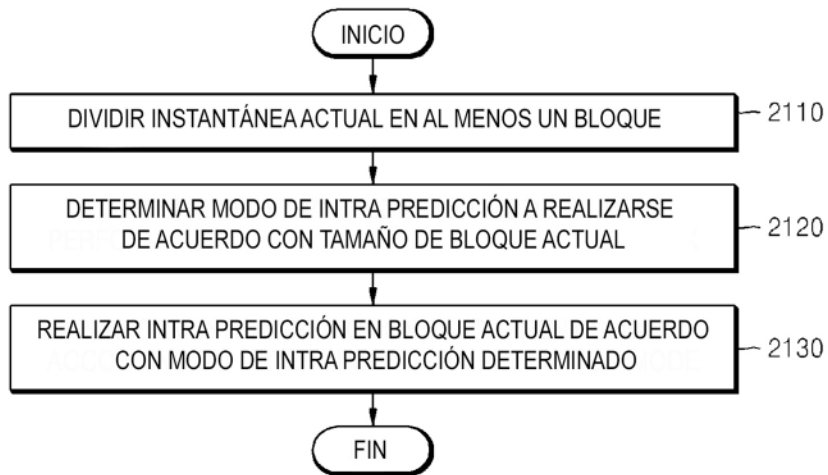 INICIO
DIVIDIR INSTANTÁNEA ACTUAL EN AL MENOS UN BLOQUE
2110
DETERMINAR MODO DE INTRA PREDICCIÓN A REALIZARSE
DE ACUERDO CON TAMAÑO DE BLOQUE ACTUAL
2120
REALIZAR INTRA PREDICCIÓN EN BLOQUE ACTUAL DE ACUERDO
CON MODO DE INTRA PREDICCIÓN DETERMINADO
2130
FIN